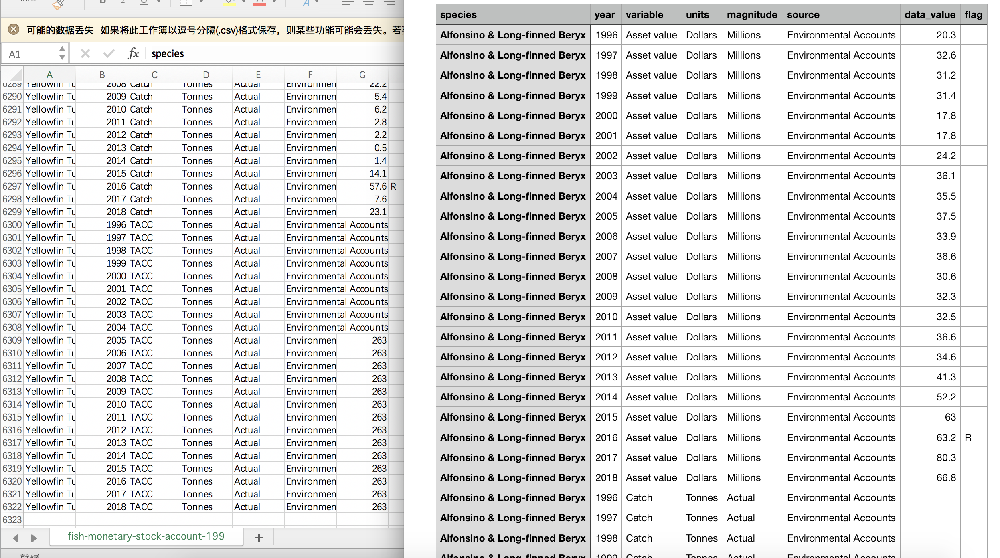 可能的数据丢失 如果将此工作簿以逗号分隔(.csv)格式保存，则某些功能可能会丢失。
A1 fx species
A B C D E F G
6289 Yellowfin Tu 2008 Catch Tonnes Actual Environmen 22.2
6290 Yellowfin Tu 2009 Catch Tonnes Actual Environmen 5.4
6291 Yellowfin Tu 2010 Catch Tonnes Actual Environmen 6.2
6292 Yellowfin Tu 2011 Catch Tonnes Actual Environmen 2.8
6293 Yellowfin Tu 2012 Catch Tonnes Actual Environmen 2.2
6294 Yellowfin Tu 2013 Catch Tonnes Actual Environmen 0.5
6295 Yellowfin Tu 2014 Catch Tonnes Actual Environmen 1.4
6296 Yellowfin Tu 2015 Catch Tonnes Actual Environmen 14.1
6297 Yellowfin Tu 2016 Catch Tonnes Actual Environmen 57.6 R
6298 Yellowfin Tu 2017 Catch Tonnes Actual Environmen 7.6
6299 Yellowfin Tu 2018 Catch Tonnes Actual Environmen 23.1
6300 Yellowfin Tu 1996 TACC Tonnes Actual Environmental Accounts
6301 Yellowfin Tu 1997 TACC Tonnes Actual Environmental Accounts
6302 Yellowfin Tu 1998 TACC Tonnes Actual Environmental Accounts
6303 Yellowfin Tu 1999 TACC Tonnes Actual Environmental Accounts
6304 Yellowfin Tu 2000 TACC Tonnes Actual Environmental Accounts
6305 Yellowfin Tu 2001 TACC Tonnes Actual Environmental Accounts
6306 Yellowfin Tu 2002 TACC Tonnes Actual Environmental Accounts
6307 Yellowfin Tu 2003 TACC Tonnes Actual Environmental Accounts
6308 Yellowfin Tu 2004 TACC Tonnes Actual Environmental Accounts
6309 Yellowfin Tu 2005 TACC Tonnes Actual Environmen 263
6310 Yellowfin Tu 2006 TACC Tonnes Actual Environmen 263
6311 Yellowfin Tu 2007 TACC Tonnes Actual Environmen 263
6312 Yellowfin Tu 2008 TACC Tonnes Actual Environmen 263
6313 Yellowfin Tu 2009 TACC Tonnes Actual Environmen 263
6314 Yellowfin Tu 2010 TACC Tonnes Actual Environmen 263
6315 Yellowfin Tu 2011 TACC Tonnes Actual Environmen 263
6316 Yellowfin Tu 2012 TACC Tonnes Actual Environmen 263
6317 Yellowfin Tu 2013 TACC Tonnes Actual Environmen 263
6318 Yellowfin Tu 2014 TACC Tonnes Actual Environmen 263
6319 Yellowfin Tu 2015 TACC Tonnes Actual Environmen 263
6320 Yellowfin Tu 2016 TACC Tonnes Actual Environmen 263
6321 Yellowfin Tu 2017 TACC Tonnes Actual Environmen 263
6322 Yellowfin Tu 2018 TACC Tonnes Actual Environmen 263
6323
fish-monetary-stock-account-199 +
就绪
species year variable units magnitude source data_value flag
Alfonsino & Long-finned Beryx 1996 Asset value Dollars Millions Environmental Accounts 20.3
Alfonsino & Long-finned Beryx 1997 Asset value Dollars Millions Environmental Accounts 32.6
Alfonsino & Long-finned Beryx 1998 Asset value Dollars Millions Environmental Accounts 31.2
Alfonsino & Long-finned Beryx 1999 Asset value Dollars Millions Environmental Accounts 31.4
Alfonsino & Long-finned Beryx 2000 Asset value Dollars Millions Environmental Accounts 17.8
Alfonsino & Long-finned Beryx 2001 Asset value Dollars Millions Environmental Accounts 17.8
Alfonsino & Long-finned Beryx 2002 Asset value Dollars Millions Environmental Accounts 24.2
Alfonsino & Long-finned Beryx 2003 Asset value Dollars Millions Environmental Accounts 36.1
Alfonsino & Long-finned Beryx 2004 Asset value Dollars Millions Environmental Accounts 35.5
Alfonsino & Long-finned Beryx 2005 Asset value Dollars Millions Environmental Accounts 37.5
Alfonsino & Long-finned Beryx 2006 Asset value Dollars Millions Environmental Accounts 33.9
Alfonsino & Long-finned Beryx 2007 Asset value Dollars Millions Environmental Accounts 36.6
Alfonsino & Long-finned Beryx 2008 Asset value Dollars Millions Environmental Accounts 30.6
Alfonsino & Long-finned Beryx 2009 Asset value Dollars Millions Environmental Accounts 32.3
Alfonsino & Long-finned Beryx 2010 Asset value Dollars Millions Environmental Accounts 32.5
Alfonsino & Long-finned Beryx 2011 Asset value Dollars Millions Environmental Accounts 36.6
Alfonsino & Long-finned Beryx 2012 Asset value Dollars Millions Environmental Accounts 34.6
Alfonsino & Long-finned Beryx 2013 Asset value Dollars Millions Environmental Accounts 41.3
Alfonsino & Long-finned Beryx 2014 Asset value Dollars Millions Environmental Accounts 52.2
Alfonsino & Long-finned Beryx 2015 Asset value Dollars Millions Environmental Accounts 63
Alfonsino & Long-finned Beryx 2016 Asset value Dollars Millions Environmental Accounts 63.2 R
Alfonsino & Long-finned Beryx 2017 Asset value Dollars Millions Environmental Accounts 80.3
Alfonsino & Long-finned Beryx 2018 Asset value Dollars Millions Environmental Accounts 66.8
Alfonsino & Long-finned Beryx 1996 Catch Tonnes Actual Environmental Accounts
Alfonsino & Long-finned Beryx 1997 Catch Tonnes Actual Environmental Accounts
Alfonsino & Long-finned Beryx 1998 Catch Tonnes Actual Environmental Accounts
Alfonsino & Long-finned Beryx 1999 Catch Tonnes Actual Environmental Accounts